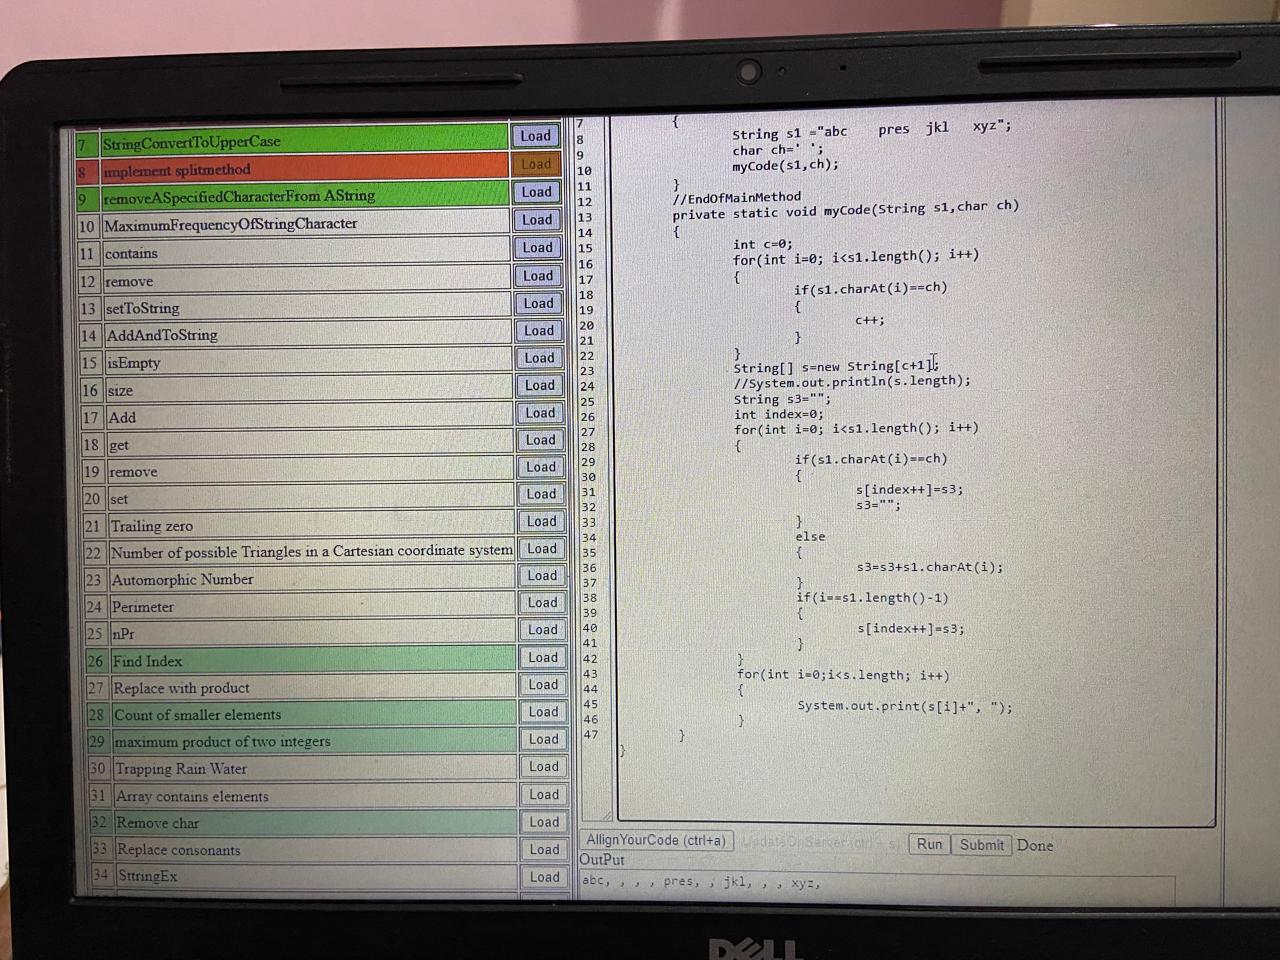 7 StringConvertToUpperCase Load
8 implement splitmethod Load
9 removeASpecifiedCharacterFrom AString Load
10 MaximumFrequencyOfStringCharacter Load
11 contains Load
12 remove Load
13 setToString Load
14 AddAndToString Load
15 isEmpty Load
16 size Load
17 Add Load
18 get Load
19 remove Load
20 set Load
21 Trailing zero Load
22 Number of possible Triangles in a Cartesian coordinate system Load
23 Automorphic Number Load
24 Perimeter Load
25 nPr Load
26 Find Index Load
27 Replace with product Load
28 Count of smaller elements Load
29 maximum product of two integers Load
30 Trapping Rain Water Load
31 Array contains elements Load
32 Remove char Load
33 Replace consonants Load
34 SttringEx Load
7
8
9
10
11
12
13
14
15
16
17
18
19
20
21
22
23
24
25
26
27
28
29
30
31
32
33
34
35
36
37
38
39
40
41
42
43
44
45
46
47
{
String s1 ="abc    pres  jkl   xyz";
char ch=' ';
myCode(s1,ch);
}
//EndOfMainMethod
private static void myCode(String s1,char ch)
{
int c=0;
for(int i=0; i<s1.length(); i++)
{
if(s1.charAt(i)==ch)
{
c++;
}
}
String[] s=new String[c+1];
//System.out.println(s.length);
String s3="";
int index=0;
for(int i=0; i<s1.length(); i++)
{
if(s1.charAt(i)==ch)
{
s[index++]=s3;
s3="";
}
else
{
s3=s3+s1.charAt(i);
}
if(i==s1.length()-1)
{
s[index++]=s3;
}
}
for(int i=0;i<s.length; i++)
{
System.out.print(s[i]+", ");
}
}
}
AllignYourCode (ctrl+a) UpdateOnServer (ctrl + s) Run Submit Done
OutPut
abc, , , , pres, , jkl, , , xyz,
DELL